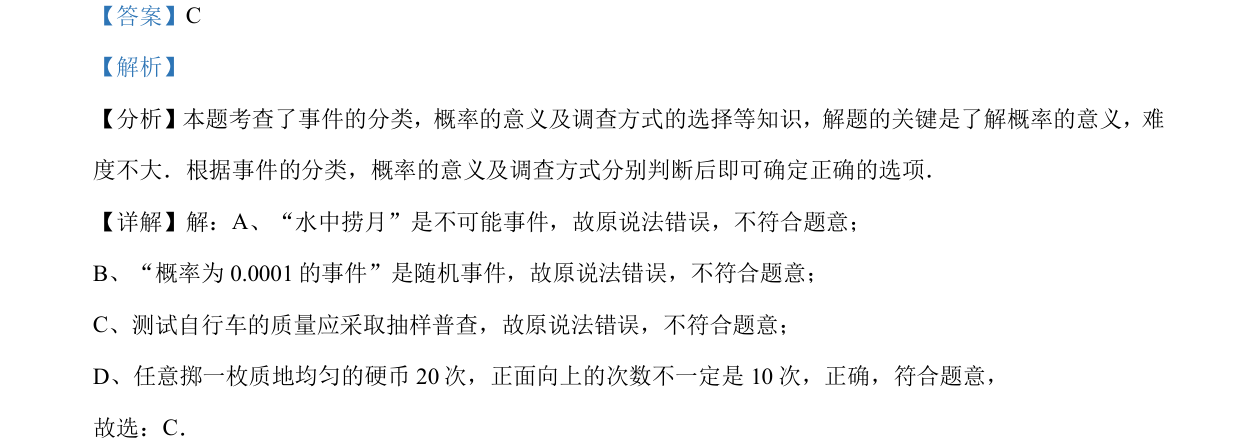 【答案】C
【解析】
【分析】本题考查了事件的分类，概率的意义及调查方式的选择等知识，解题的关键是了解概率的意义，难
度不大．根据事件的分类，概率的意义及调查方式分别判断后即可确定正确的选项．
【详解】解：A、“水中捞月”是不可能事件，故原说法错误，不符合题意；
B、“概率为 0.0001 的事件”是随机事件，故原说法错误，不符合题意；
C、测试自行车的质量应采取抽样普查，故原说法错误，不符合题意；
D、任意掷一枚质地均匀的硬币 20 次，正面向上的次数不一定是 10 次，正确，符合题意，
故选：C．